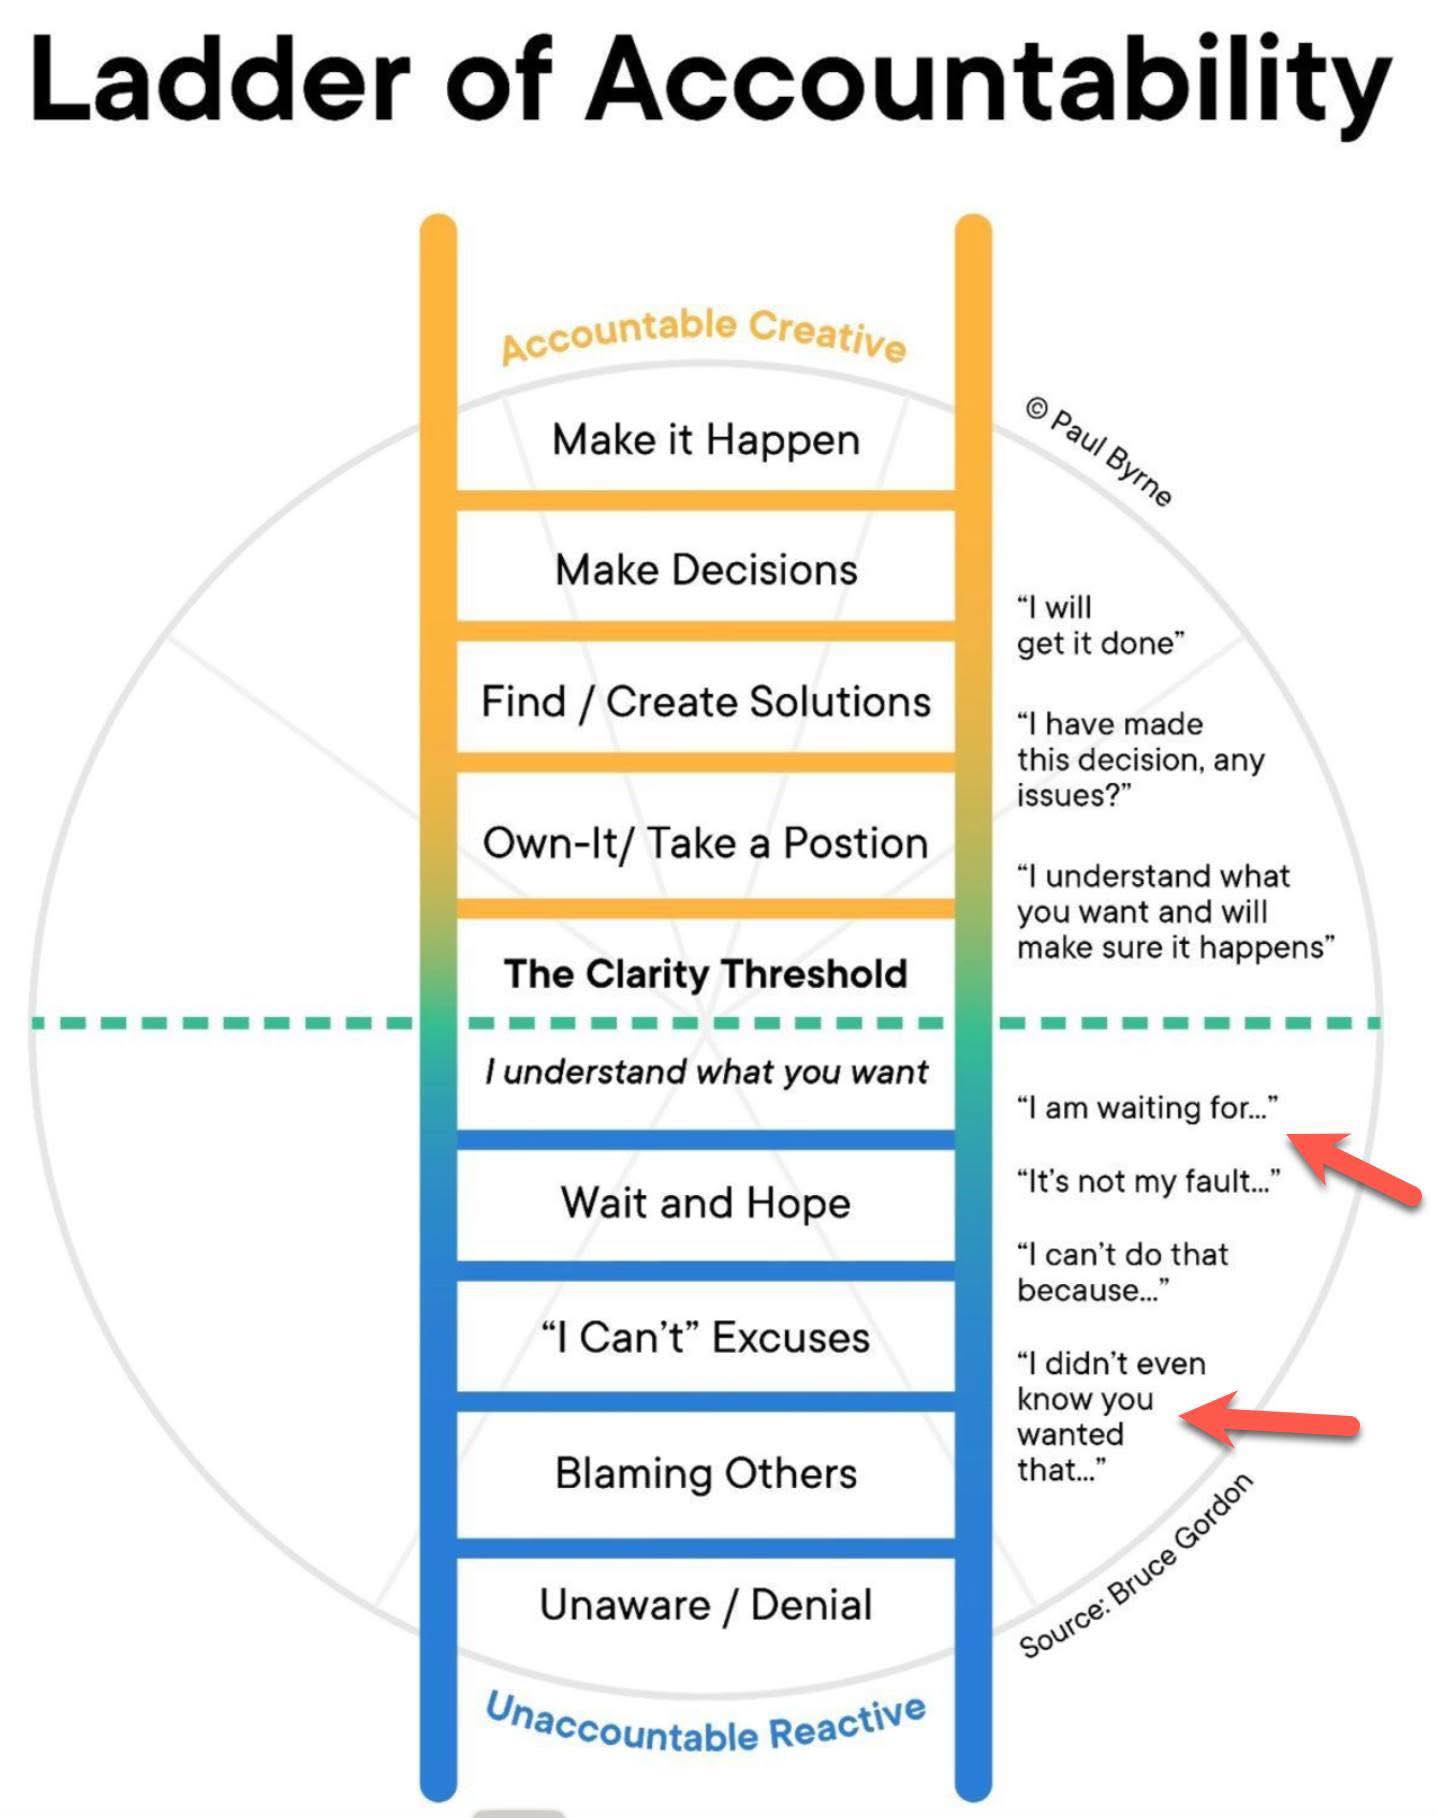 Ladder of Accountability
Accountable Creative
Make it Happen
Make Decisions
Find / Create Solutions
Own-It/ Take a Postion
The Clarity Threshold
I understand what you want
Wait and Hope
“I Can’t” Excuses
Blaming Others
Unaware / Denial
Unaccountable Reactive
© Paul Byrne
“I will
get it done”
“I have made
this decision, any
issues?”
“I understand what
you want and will
make sure it happens”
“I am waiting for...”
“It’s not my fault...”
“I can’t do that
because...”
“I didn’t even
know you
wanted
that...”
Source: Bruce Gordon